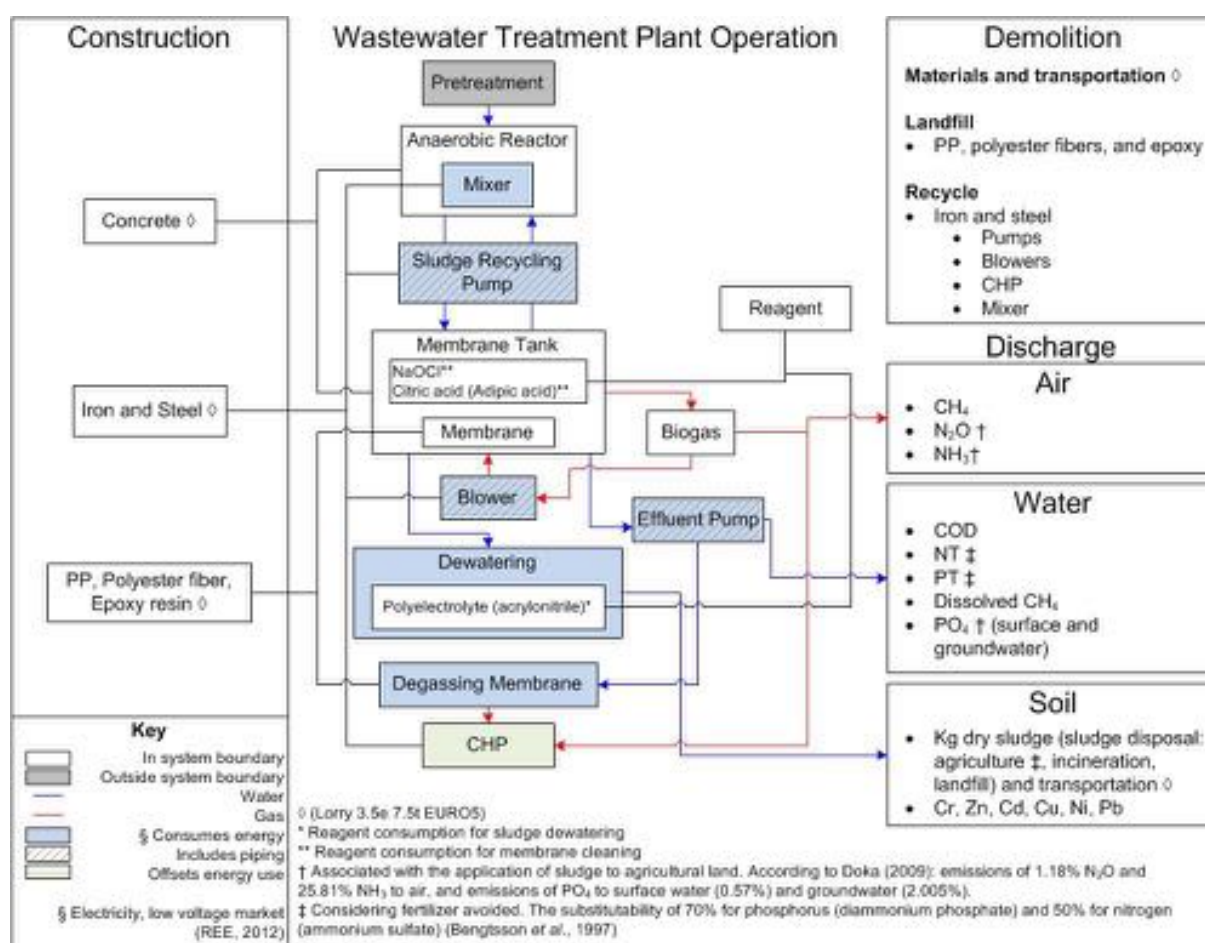 Construction
Concrete ◊
Iron and Steel ◊
PP, Polyester fiber,
Epoxy resin ◊
Key
In system boundary
Outside system boundary
Water
Gas
§ Consumes energy
Includes piping
Offsets energy use
§ Electricity, low voltage market
(REE, 2012)
Wastewater Treatment Plant Operation
Pretreatment
Anaerobic Reactor
Mixer
Sludge Recycling
Pump
Reagent
Membrane Tank
NaOCl**
Citric acid (Adipic acid)**
Membrane
Biogas
Blower
Effluent Pump
Dewatering
Polyelectrolyte (acrylonitrile)*
Degassing Membrane
CHP
◊ (Lorry 3.5e 7.5t EURO5)
* Reagent consumption for sludge dewatering
** Reagent consumption for membrane cleaning
† Associated with the application of sludge to agricultural land. According to Doka (2009): emissions of 1.18% N₂O and
25.81% NH₃ to air, and emissions of PO₄ to surface water (0.57%) and groundwater (2.005%).
‡ Considering fertilizer avoided. The substitutability of 70% for phosphorus (diammonium phosphate) and 50% for nitrogen
(ammonium sulfate) (Bengtsson et al., 1997)
Demolition
Materials and transportation ◊
Landfill
• PP, polyester fibers, and epoxy
Recycle
• Iron and steel
• Pumps
• Blowers
• CHP
• Mixer
Discharge
Air
• CH₄
• N₂O †
• NH₃†
Water
• COD
• NT ‡
• PT ‡
• Dissolved CH₄
• PO₄ † (surface and
groundwater)
Soil
• Kg dry sludge (sludge disposal:
agriculture ‡, incineration,
landfill) and transportation ◊
• Cr, Zn, Cd, Cu, Ni, Pb